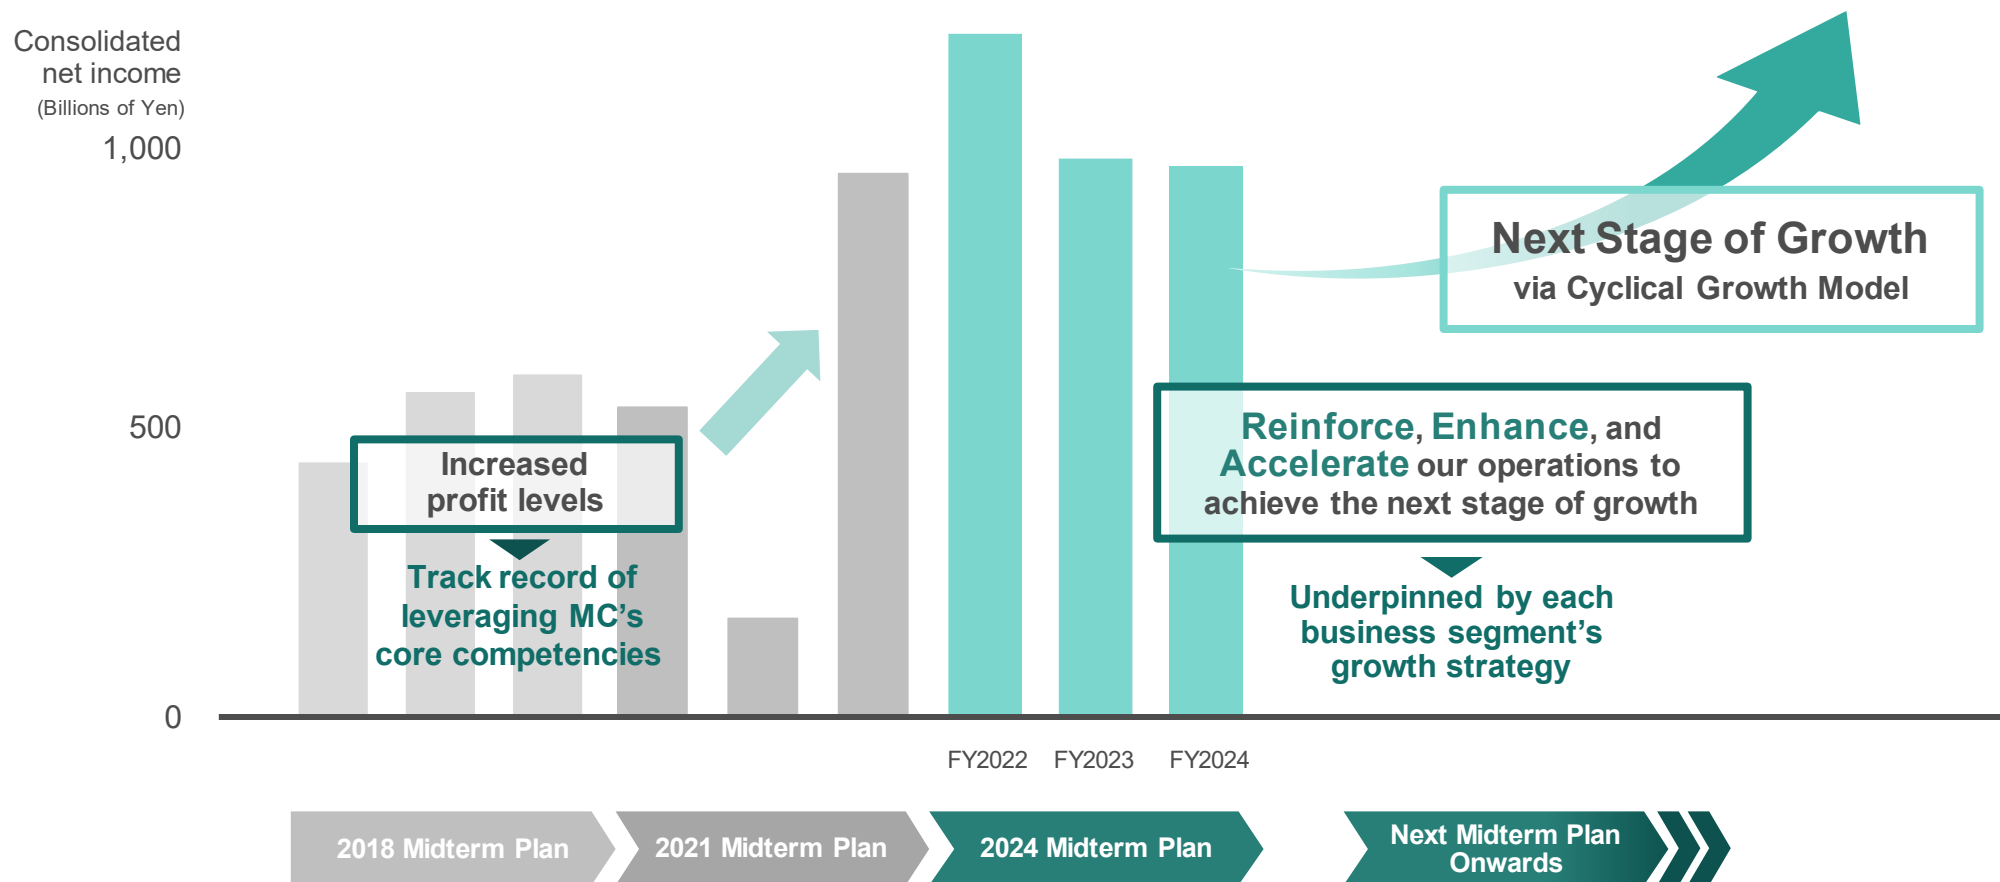 Consolidated
net income
(Billions of Yen)
1,000
500
0
Increased
profit levels
Track record of
leveraging MC’s
core competencies
Next Stage of Growth
via Cyclical Growth Model
Reinforce, Enhance, and
Accelerate our operations to
achieve the next stage of growth
Underpinned by each
business segment’s
growth strategy
FY2022 FY2023 FY2024
2018 Midterm Plan
2021 Midterm Plan
2024 Midterm Plan
Next Midterm Plan
Onwards